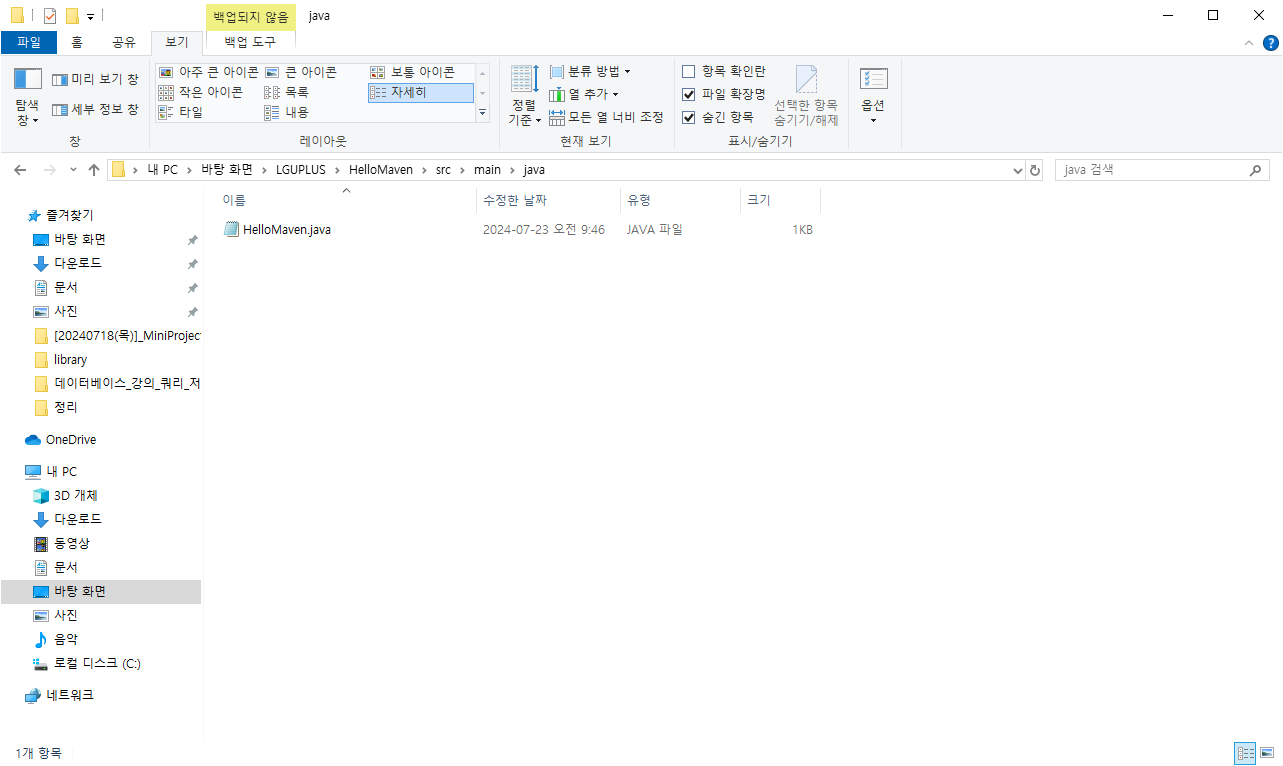 백업되지 않음 java
파일 홈 공유 보기 백업 도구
탐색 창
미리 보기 창
세부 정보 창
창
아주 큰 아이콘 큰 아이콘 보통 아이콘
작은 아이콘 목록 자세히
타일 내용
레이아웃
정렬 기준
분류 방법
열 추가
모든 열 너비 조정
현재 보기
항목 확인란
파일 확장명
숨긴 항목
선택한 항목
숨기기/해제
표시/숨기기
옵션
내 PC 바탕 화면 LGUPLUS HelloMaven src main java
java 검색
이름 수정한 날짜 유형 크기
HelloMaven.java 2024-07-23 오전 9:46 JAVA 파일 1KB
즐겨찾기
바탕 화면
다운로드
문서
사진
[20240718(목)]_MiniProjec
library
데이터베이스_강의_쿼리_저
정리
OneDrive
내 PC
3D 개체
다운로드
동영상
문서
바탕 화면
사진
음악
로컬 디스크 (C:)
네트워크
1개 항목